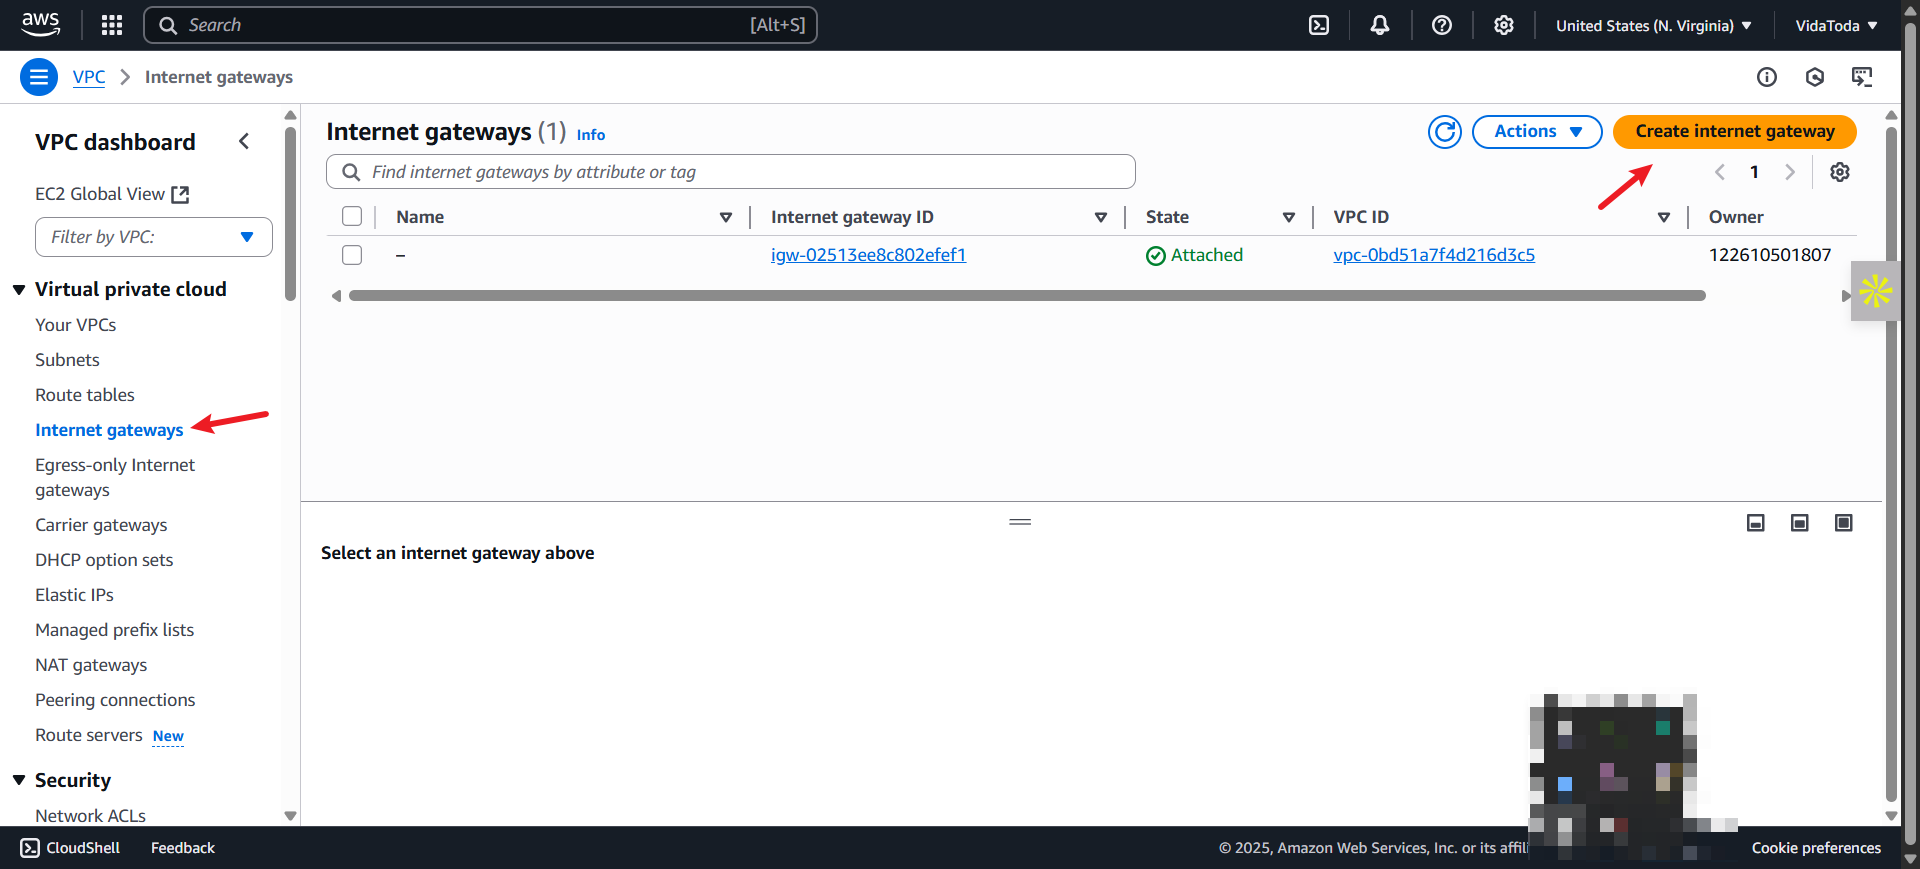 aws
Search [Alt+S]
United States (N. Virginia)
VidaToda
VPC
Internet gateways
VPC dashboard
EC2 Global View
Filter by VPC:
Virtual private cloud
Your VPCs
Subnets
Route tables
Internet gateways
Egress-only Internet
gateways
Carrier gateways
DHCP option sets
Elastic IPs
Managed prefix lists
NAT gateways
Peering connections
Route servers New
Security
Network ACLs
Internet gateways (1) Info
Actions
Create internet gateway
Find internet gateways by attribute or tag
1
Name Internet gateway ID State VPC ID Owner
– igw-02513ee8c802efef1 Attached vpc-0bd51a7f4d216d3c5 122610501807
Select an internet gateway above
CloudShell Feedback
© 2025, Amazon Web Services, Inc. or its
Cookie preferences